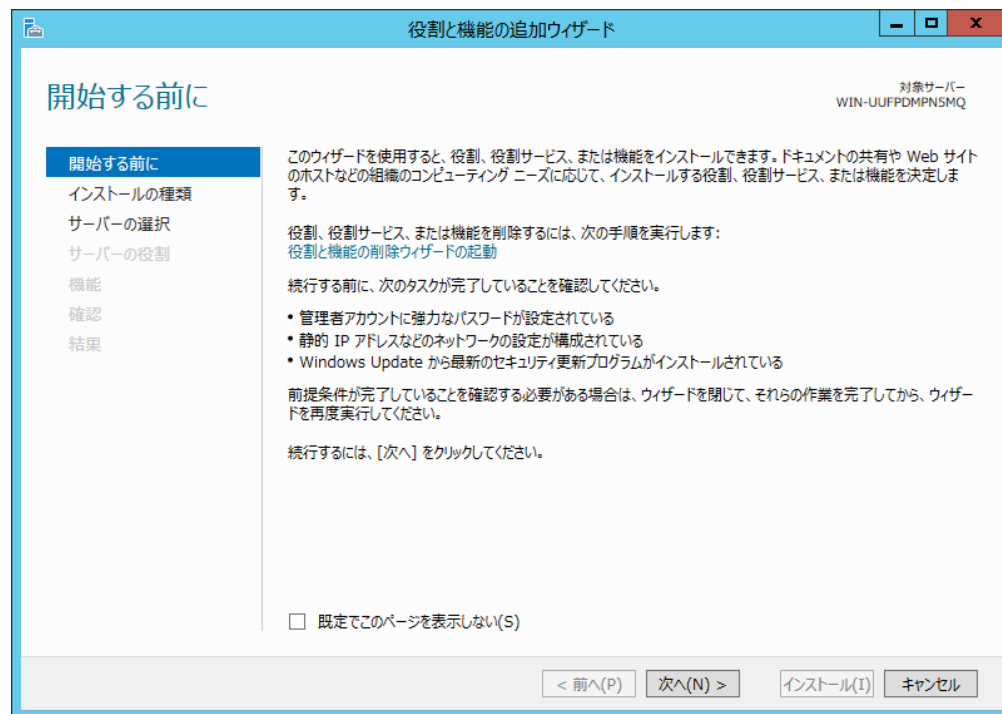 役割と機能の追加ウィザード
開始する前に
対象サーバー
WIN-UUFPDMPN5MQ
開始する前に
インストールの種類
サーバーの選択
サーバーの役割
機能
確認
結果
このウィザードを使用すると、役割、役割サービス、または機能をインストールできます。ドキュメントの共有や Web サイト
のホストなどの組織のコンピューティング ニーズに応じて、インストールする役割、役割サービス、または機能を決定しま
す。
役割、役割サービス、または機能を削除するには、次の手順を実行します:
役割と機能の削除ウィザードの起動
続行する前に、次のタスクが完了していることを確認してください。
• 管理者アカウントに強力なパスワードが設定されている
• 静的 IP アドレスなどのネットワークの設定が構成されている
• Windows Update から最新のセキュリティ更新プログラムがインストールされている
前提条件が完了していることを確認する必要がある場合は、ウィザードを閉じて、それらの作業を完了してから、ウィザー
ドを再度実行してください。
続行するには、[次へ] をクリックしてください。
既定でこのページを表示しない(S)
< 前へ(P) 次へ(N) > インストール(I) キャンセル